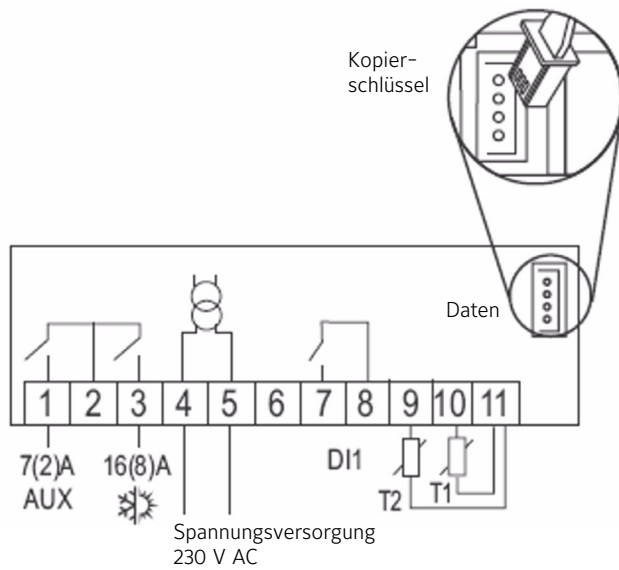 Kopier-
schlüssel
Daten
1 2 3 4 5 6 7 8 9 10 11
7(2)A 16(8)A DI1 T2 T1
AUX
Spannungsversorgung
230 V AC